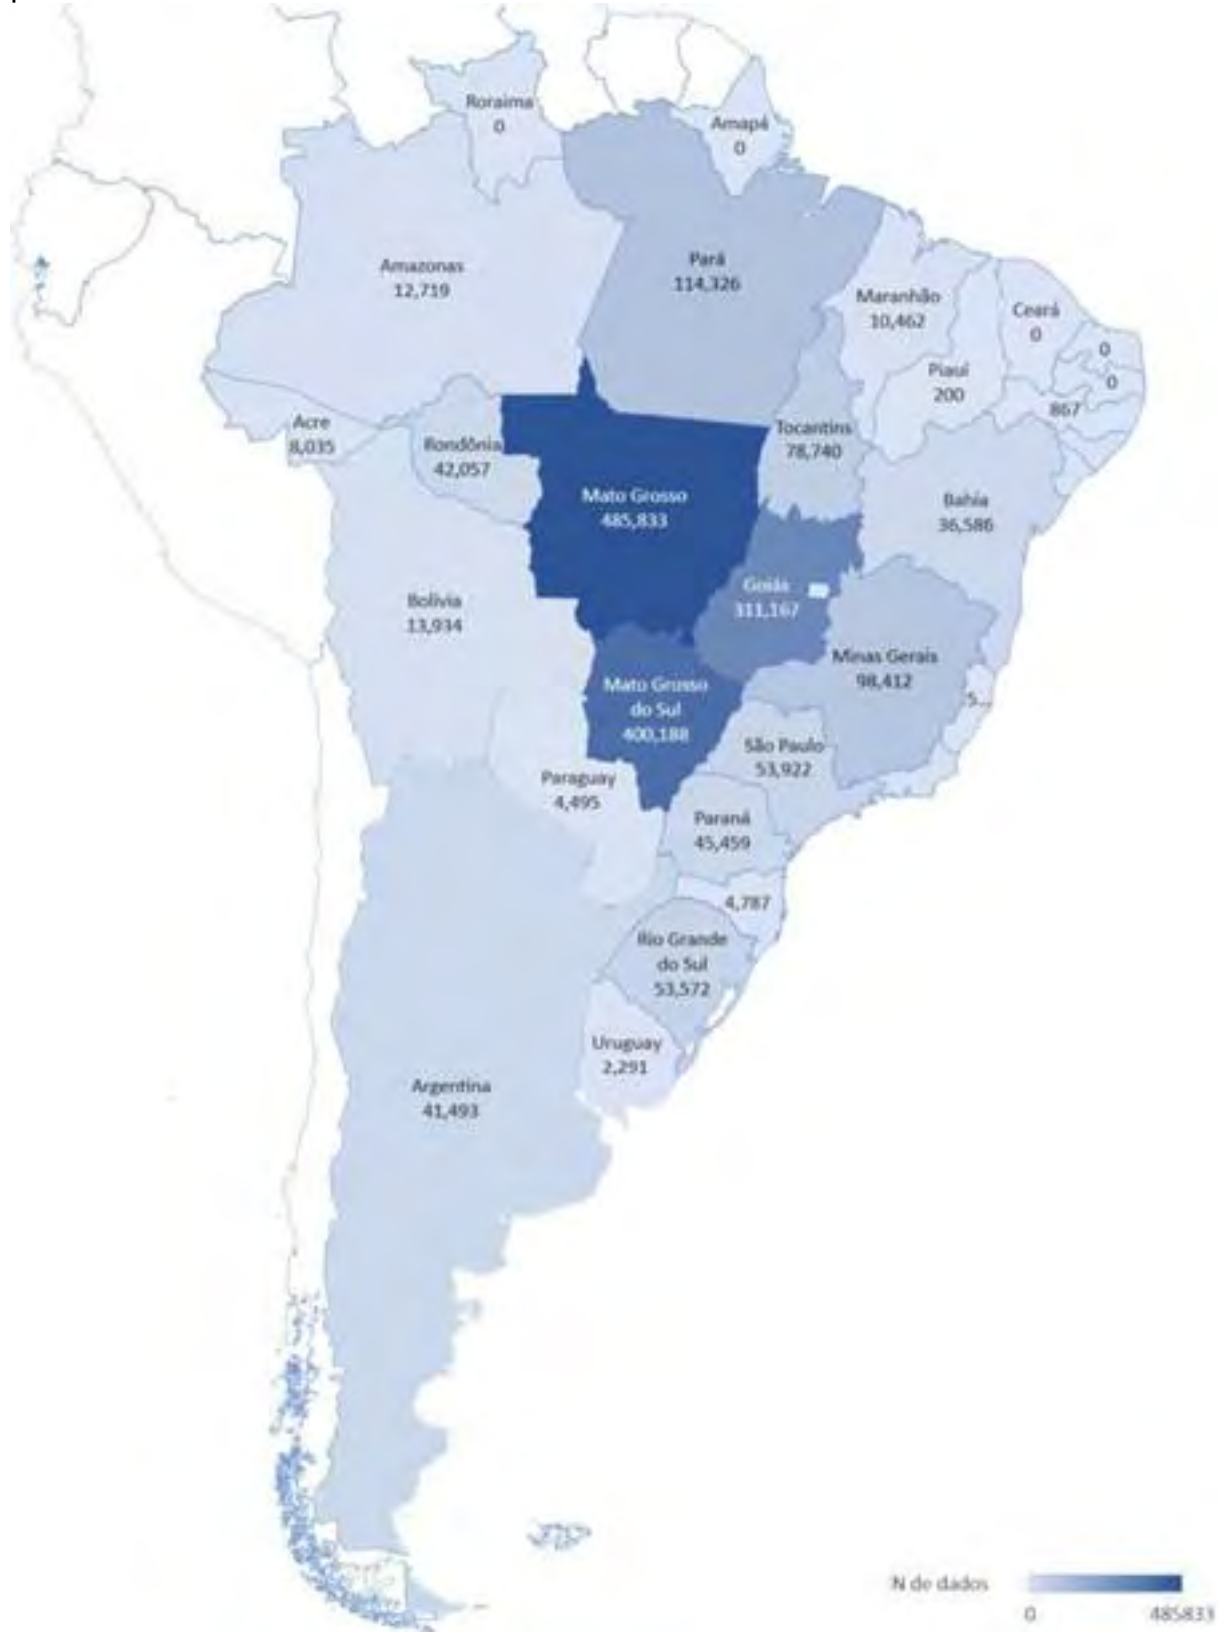 Roraima
0
Amapá
0
Amazonas
12,719
Pará
114,326
Maranhão
10,462
Ceará
0
0
0
Piauí
200
867
Acre
8,035
Rondônia
42,057
Tocantins
78,740
Mato Grosso
485,833
Bahia
36,586
Goiás
311,167
Bolivia
13,934
Minas Gerais
98,412
5...
Mato Grosso
do Sul
400,188
São Paulo
53,922
Paraguay
4,495
Paraná
45,459
4,787
Rio Grande
do Sul
53,572
Uruguay
2,291
Argentina
41,493
N de dados
0
485833